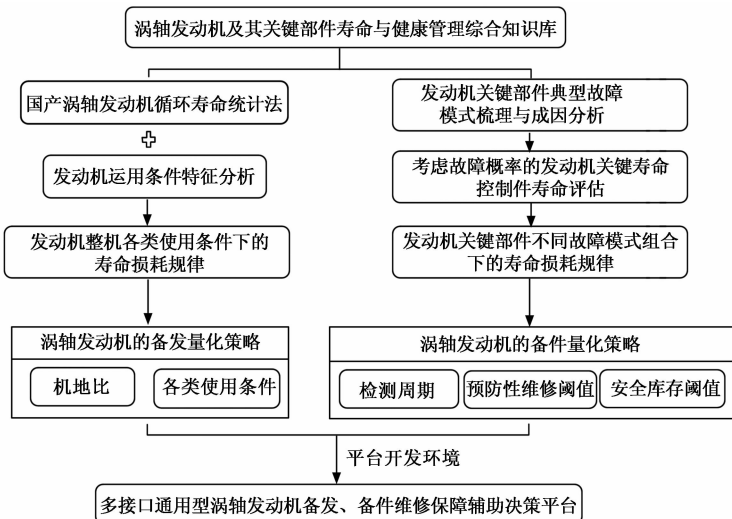 涡轴发动机及其关键部件寿命与健康管理综合知识库
国产涡轴发动机循环寿命统计法
发动机运用条件特征分析
发动机整机各类使用条件下的
寿命损耗规律
涡轴发动机的备发量化策略
机地比
各类使用条件
发动机关键部件典型故障
模式梳理与成因分析
考虑故障概率的发动机关键寿命
控制件寿命评估
发动机关键部件不同故障模式组合
下的寿命损耗规律
涡轴发动机的备件量化策略
检测周期
预防性维修阈值
安全库存阈值
平台开发环境
多接口通用型涡轴发动机备发、备件维修保障辅助决策平台